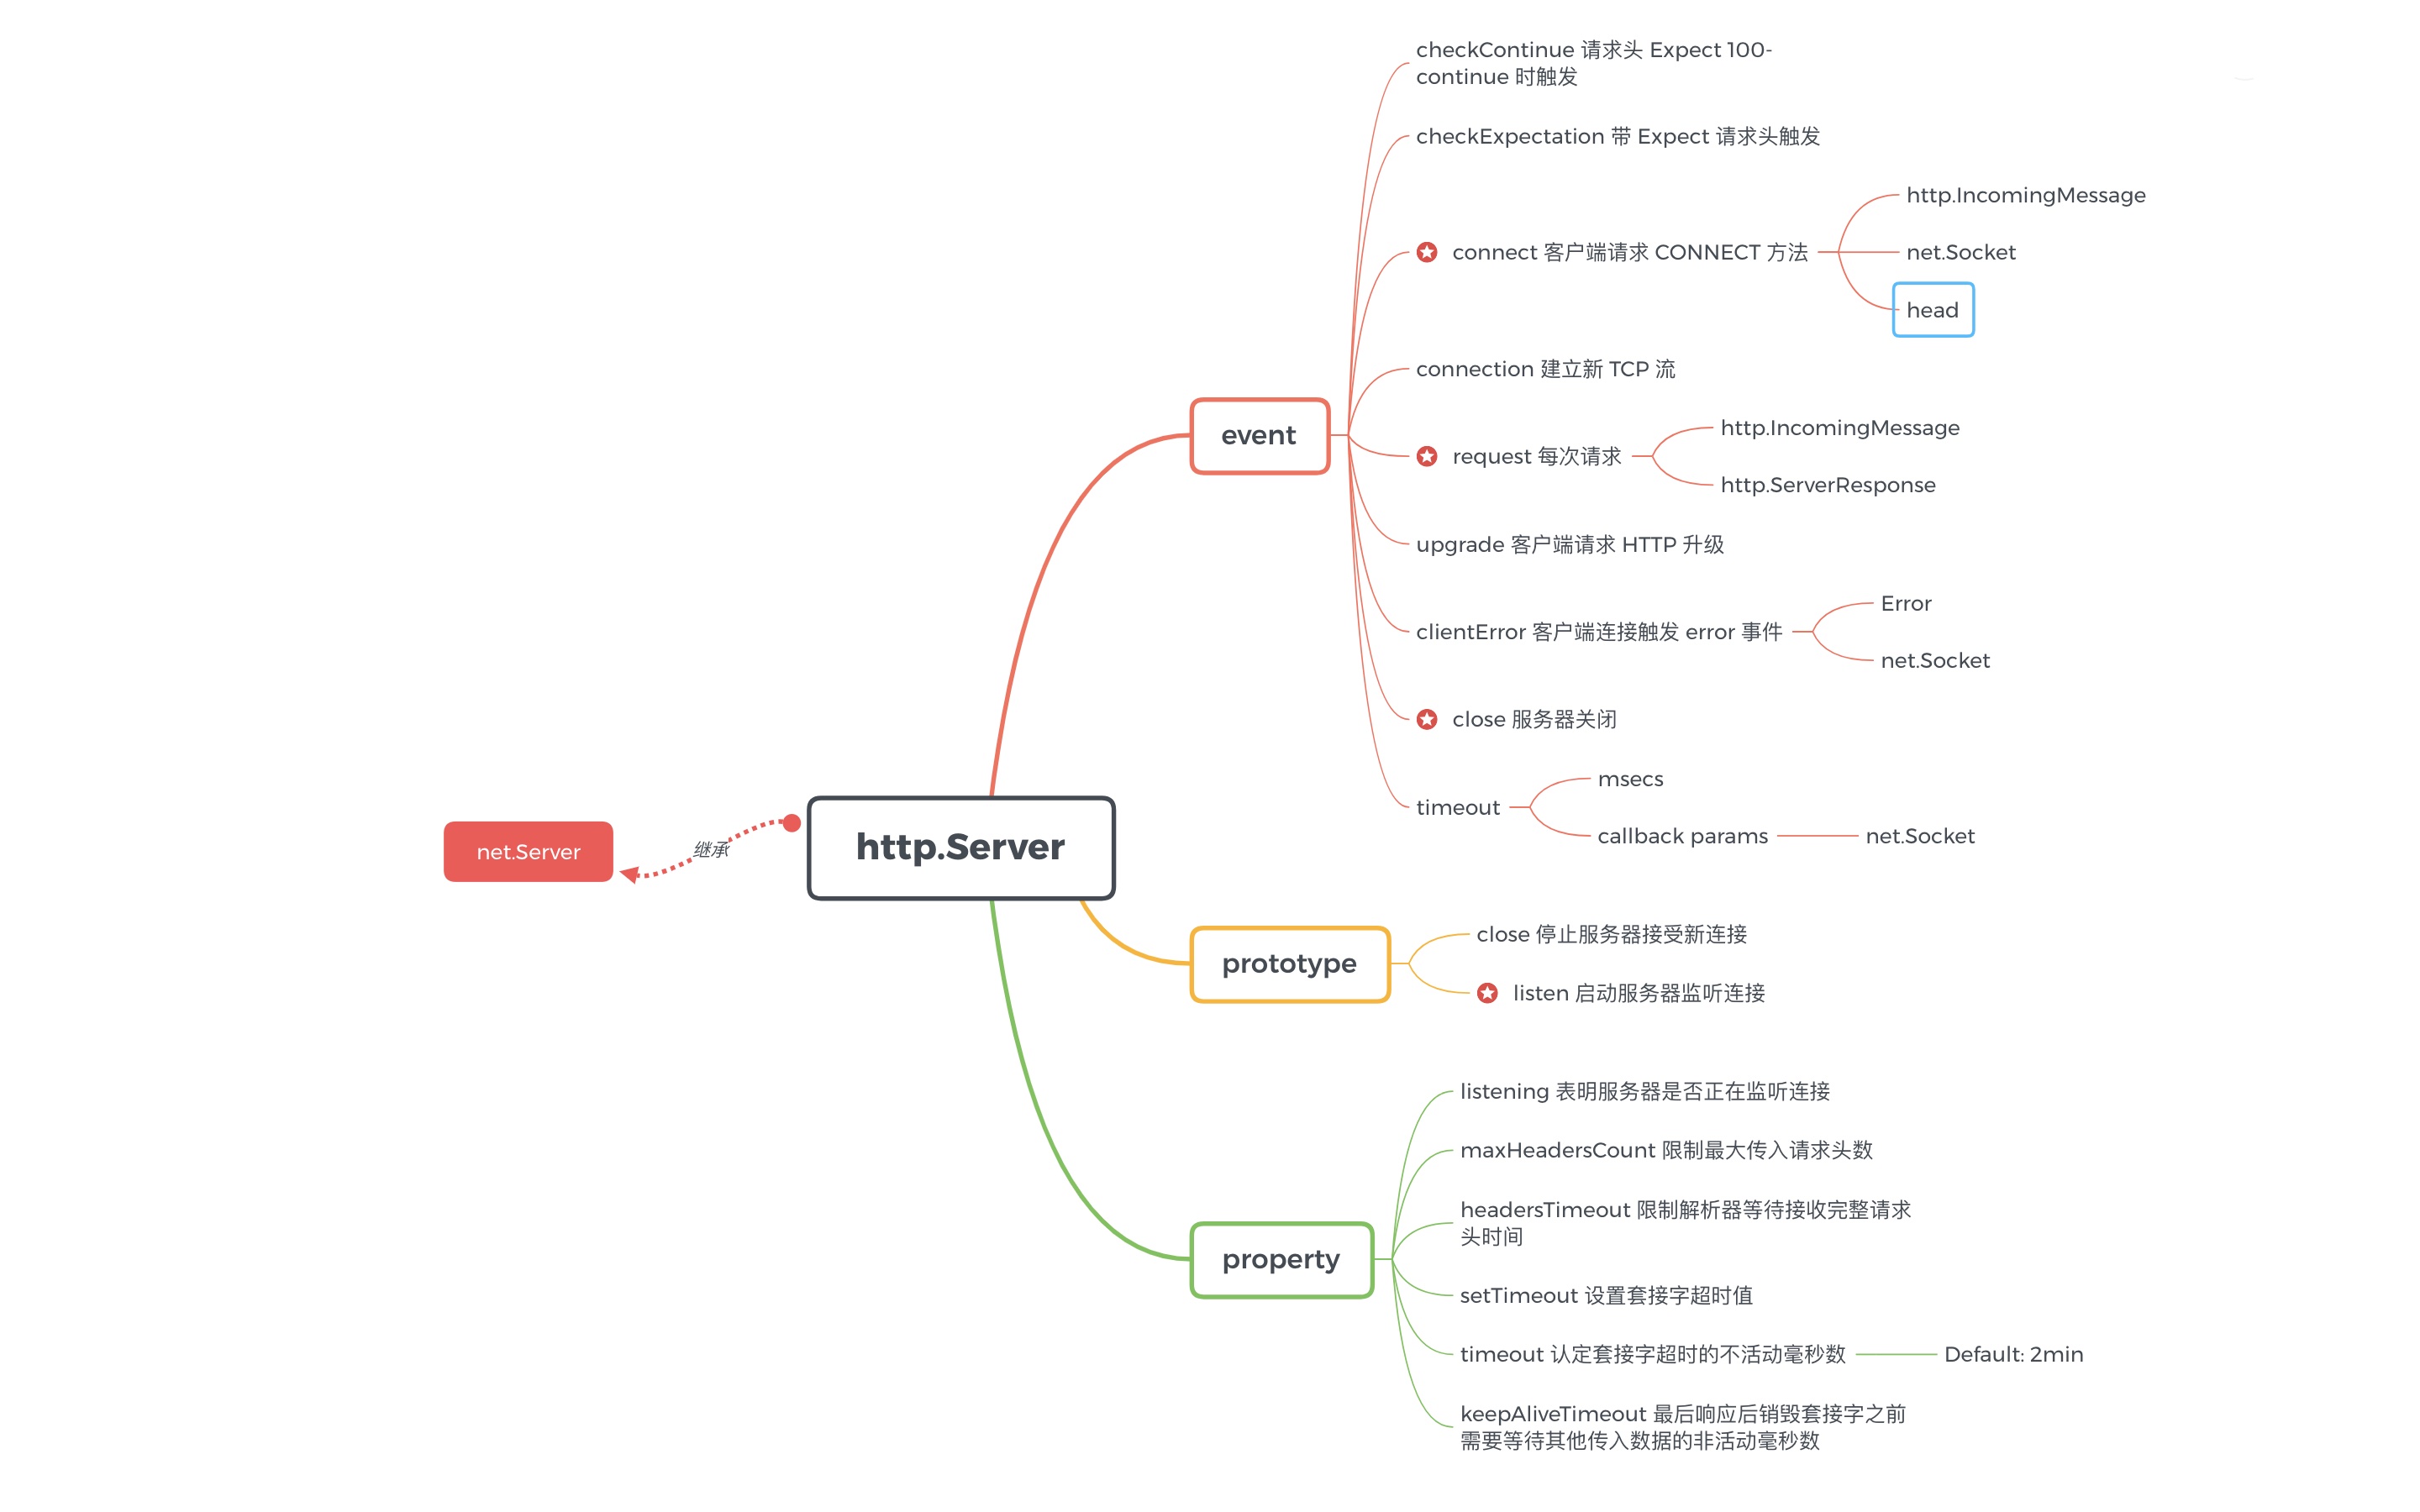 checkContinue 请求头 Expect 100-
continue 时触发
checkExpectation 带 Expect 请求头触发
connect 客户端请求 CONNECT 方法
http.IncomingMessage
net.Socket
head
connection 建立新 TCP 流
event
request 每次请求
http.IncomingMessage
http.ServerResponse
upgrade 客户端请求 HTTP 升级
clientError 客户端连接触发 error 事件
Error
net.Socket
close 服务器关闭
timeout
msecs
callback params
net.Socket
net.Server
继承
http.Server
prototype
close 停止服务器接受新连接
listen 启动服务器监听连接
property
listening 表明服务器是否正在监听连接
maxHeadersCount 限制最大传入请求头数
headersTimeout 限制解析器等待接收完整请求
头时间
setTimeout 设置套接字超时值
timeout 认定套接字超时的不活动毫秒数
Default: 2min
keepAliveTimeout 最后响应后销毁套接字之前
需要等待其他传入数据的非活动毫秒数